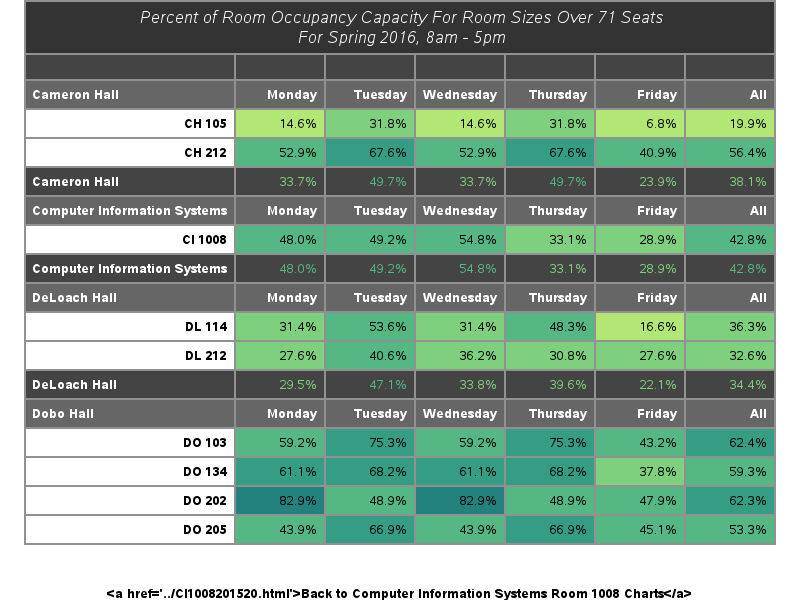 Percent of Room Occupancy Capacity For Room Sizes Over 71 Seats
For Spring 2016, 8am - 5pm
Cameron Hall Monday Tuesday Wednesday Thursday Friday All
CH 105 14.6% 31.8% 14.6% 31.8% 6.8% 19.9%
CH 212 52.9% 67.6% 52.9% 67.6% 40.9% 56.4%
Cameron Hall 33.7% 49.7% 33.7% 49.7% 23.9% 38.1%
Computer Information Systems Monday Tuesday Wednesday Thursday Friday All
CI 1008 48.0% 49.2% 54.8% 33.1% 28.9% 42.8%
Computer Information Systems 48.0% 49.2% 54.8% 33.1% 28.9% 42.8%
DeLoach Hall Monday Tuesday Wednesday Thursday Friday All
DL 114 31.4% 53.6% 31.4% 48.3% 16.6% 36.3%
DL 212 27.6% 40.6% 36.2% 30.8% 27.6% 32.6%
DeLoach Hall 29.5% 47.1% 33.8% 39.6% 22.1% 34.4%
Dobo Hall Monday Tuesday Wednesday Thursday Friday All
DO 103 59.2% 75.3% 59.2% 75.3% 43.2% 62.4%
DO 134 61.1% 68.2% 61.1% 68.2% 37.8% 59.3%
DO 202 82.9% 48.9% 82.9% 48.9% 47.9% 62.3%
DO 205 43.9% 66.9% 43.9% 66.9% 45.1% 53.3%
&lt;a href='../CI1008201520.html'&gt;Back to Computer Information Systems Room 1008 Charts&lt;/a&gt;